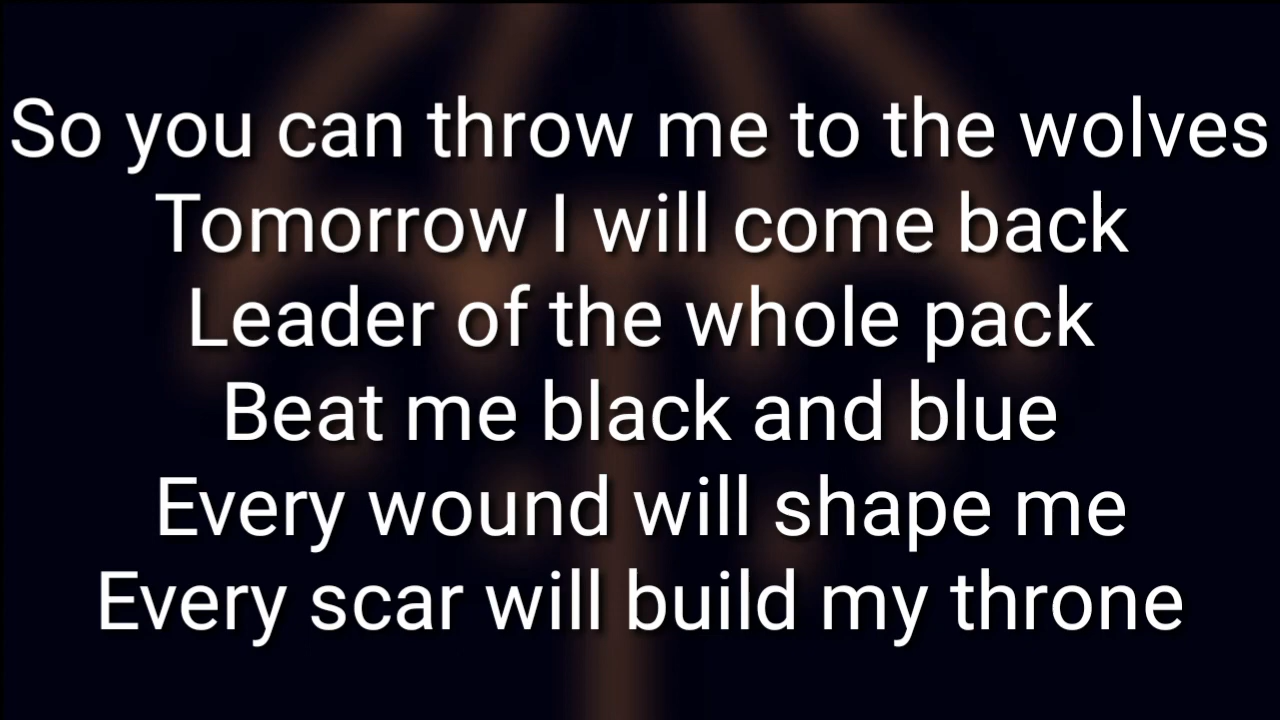 So you can throw me to the wolves
Tomorrow I will come back
Leader of the whole pack
Beat me black and blue
Every wound will shape me
Every scar will build my throne